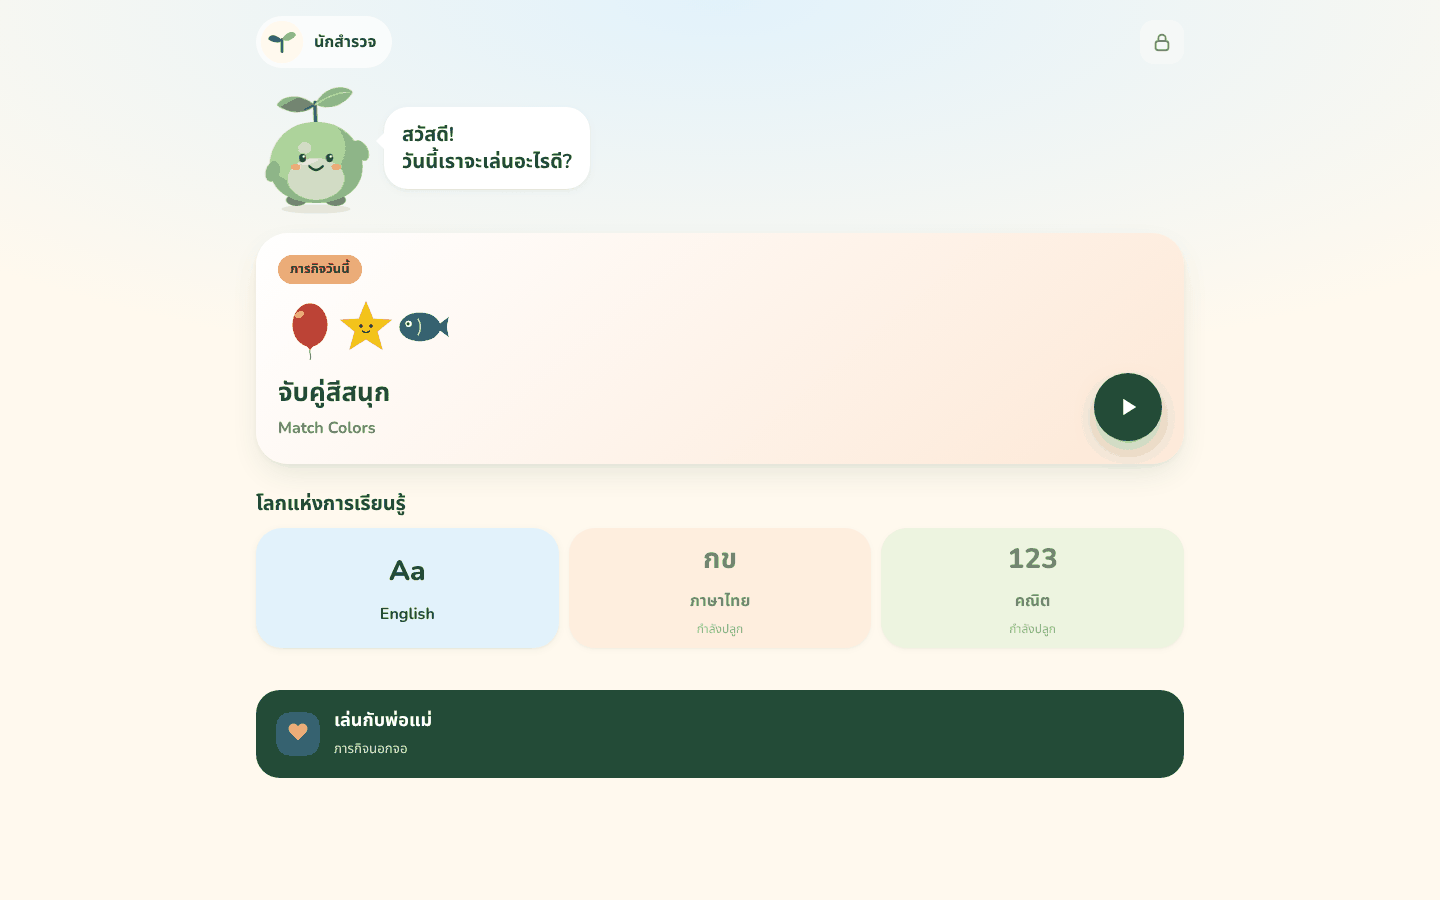 นักสำรวจ
สวัสดี!
วันนี้เราจะเล่นอะไรดี?
ภารกิจวันนี้
จับคู่สีสนุก
Match Colors
โลกแห่งการเรียนรู้
Aa
English
กข
ภาษาไทย
กำลังปลูก
123
คณิต
กำลังปลูก
เล่นกับพ่อแม่
ภารกิจนอกจอ